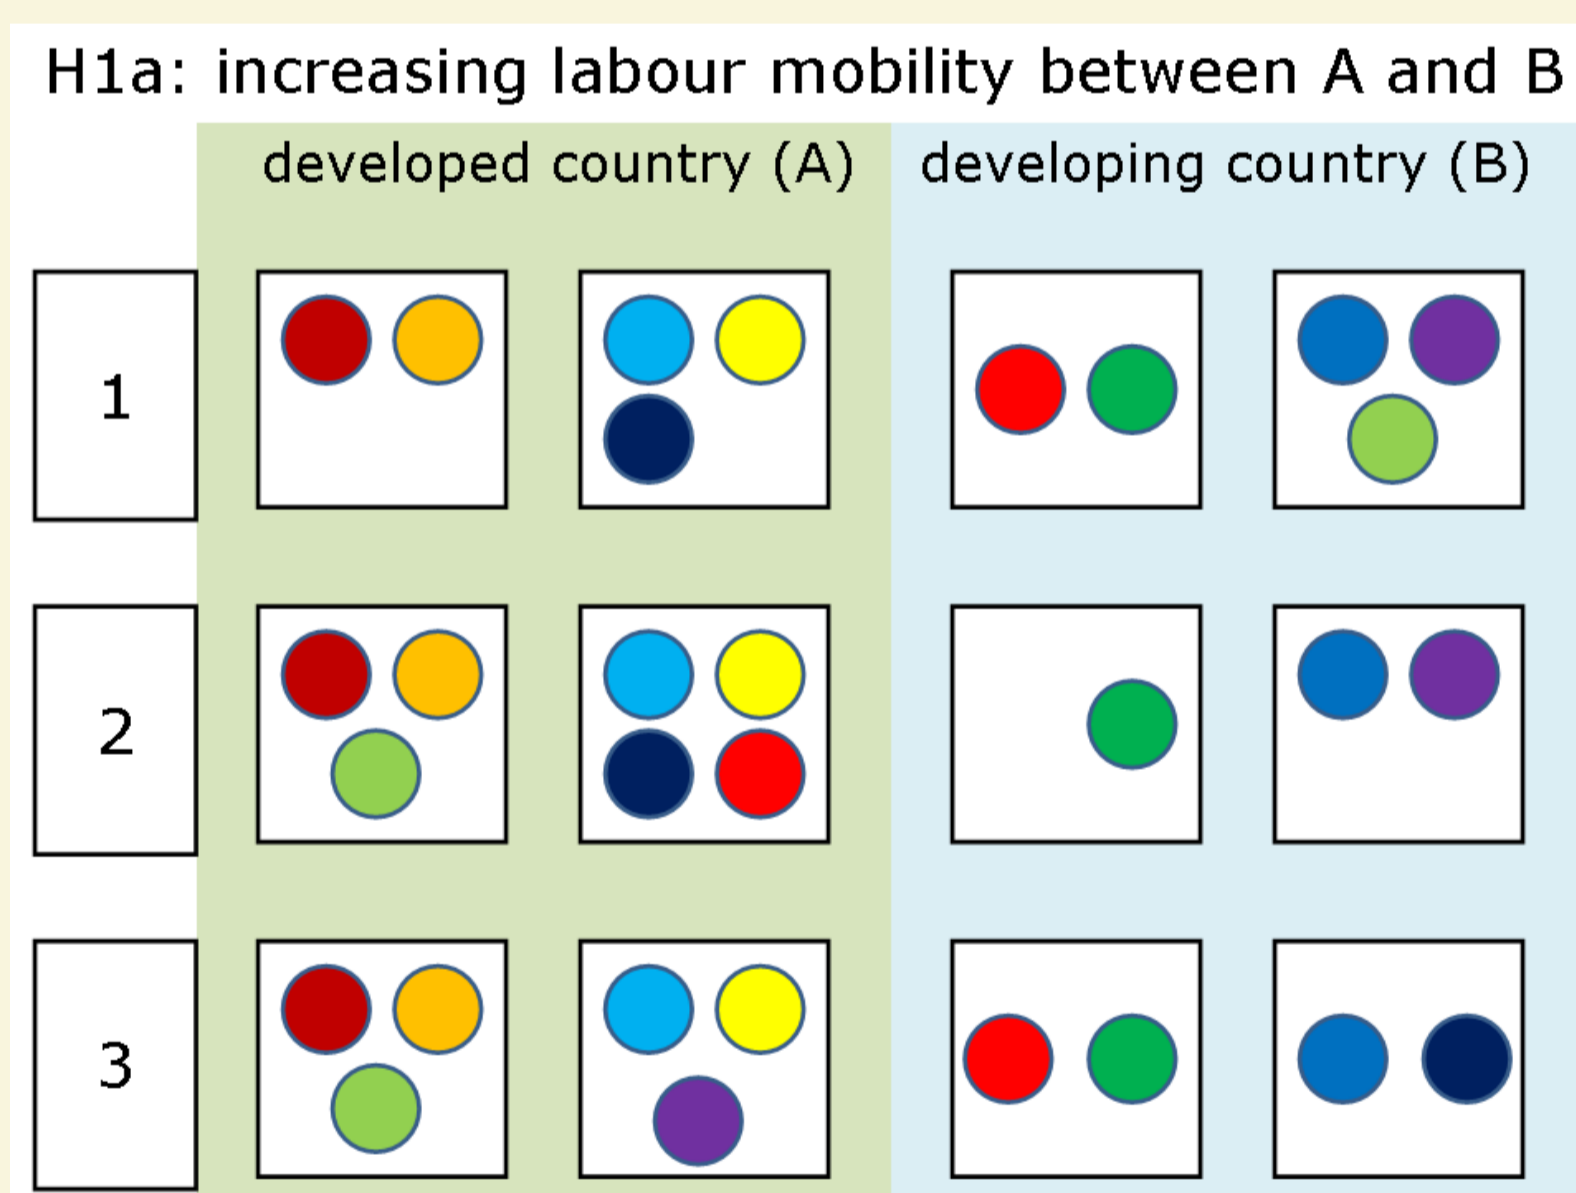 H1a: increasing labour mobility between A and B
developed country (A)
developing country (B)
1
2
3